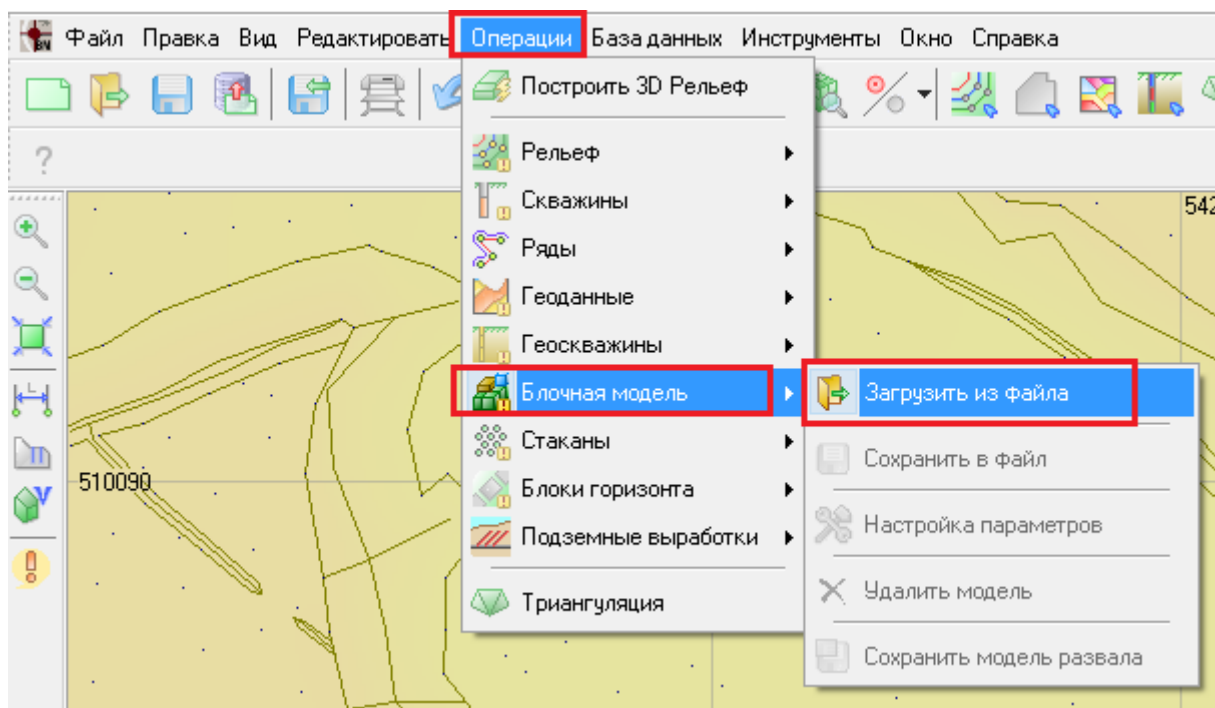 Файл Правка Вид Редактировать Операции База данных Инструменты Окно Справка
Построить 3D Рельеф
?
Рельеф
Скважины
542
Ряды
Геоданные
Геоскважины
Блочная модель
Загрузить из файла
Стаканы
Сохранить в файл
510090
Блоки горизонта
Настройка параметров
Подземные выработки
Удалить модель
Триангуляция
Сохранить модель развала